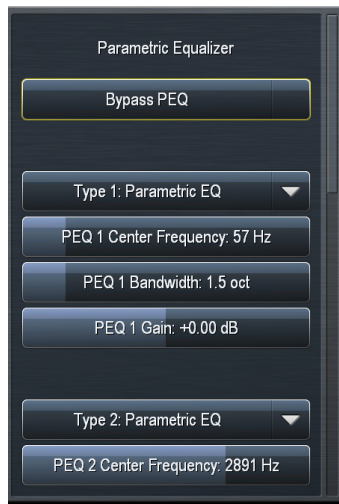 Parametric Equalizer
Bypass PEQ
Type 1: Parametric EQ
PEQ 1 Center Frequency: 57 Hz
PEQ 1 Bandwidth: 1.5 oct
PEQ 1 Gain: +0.00 dB
Type 2: Parametric EQ
PEQ 2 Center Frequency: 2891 Hz